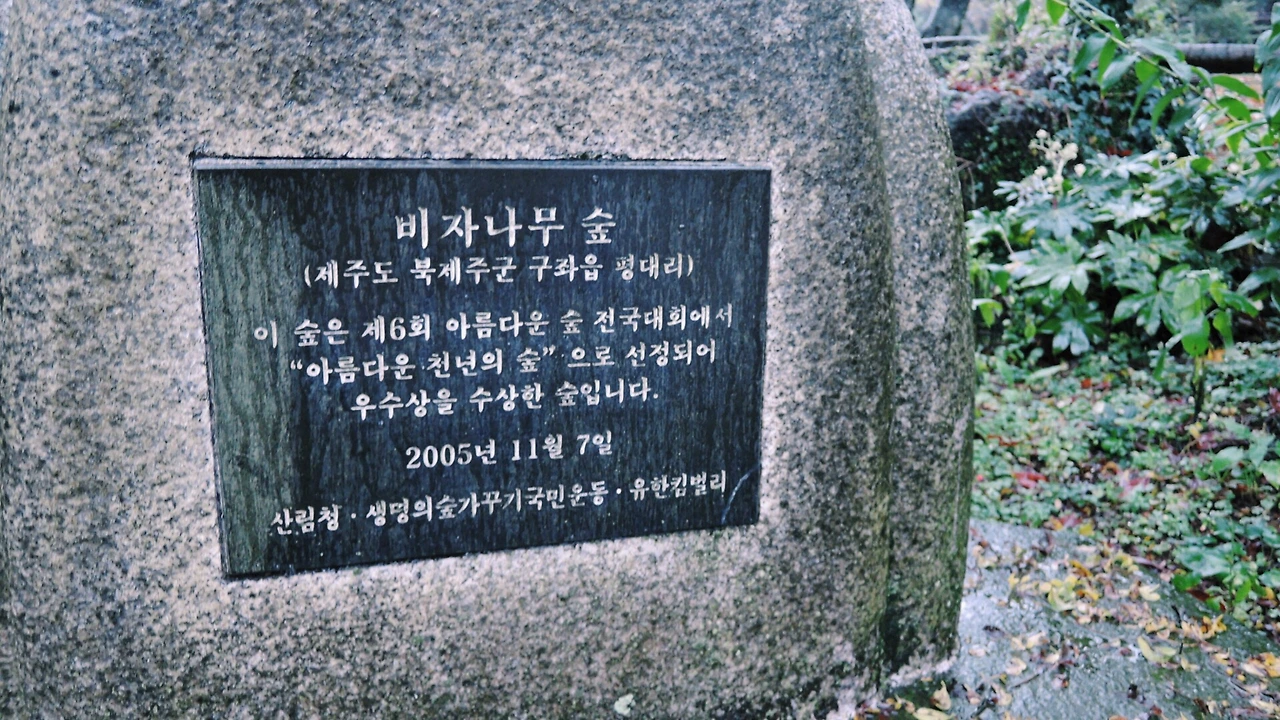 비자나무 숲
(제주도 북제주군 구좌읍 평대리)
이 숲은 제6회 아름다운 숲 전국대회에서
“아름다운 천년의 숲” 으로 선정되어
우수상을 수상한 숲입니다.
2005년 11월 7일
산림청 · 생명의숲가꾸기국민운동 · 유한킴벌리